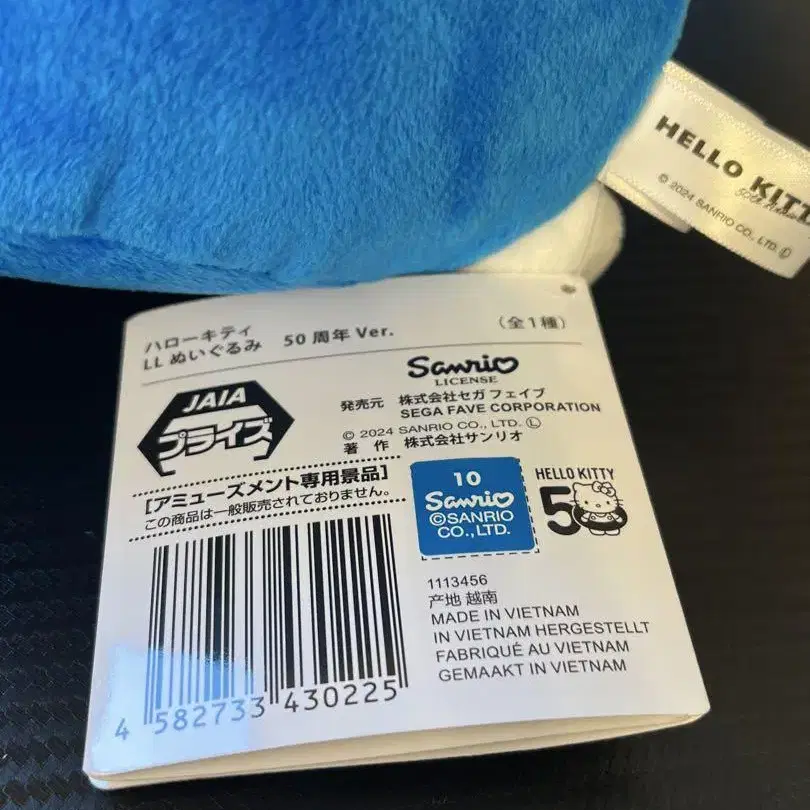 HELLO KITTY
50th Anniv
© 2024 SANRIO CO., LTD. Ⓛ
ハローキティ
LL ぬいぐるみ 50 周年 Ver. (全1種)
JAIA
プライズ
Sanrio
LICENSE
発売元 株式会社セガ フェイブ
SEGA FAVE CORPORATION
© 2024 SANRIO CO., LTD. Ⓛ
著 作 株式会社サンリオ
[アミューズメント専用景品]
この商品は一般販売されておりません。
10
Sanrio
©SANRIO
CO.,LTD.
HELLO KITTY
50
1113456
产地 越南
MADE IN VIETNAM
IN VIETNAM HERGESTELLT
FABRIQUÉ AU VIETNAM
GEMAAKT IN VIETNAM
4 582733 430225